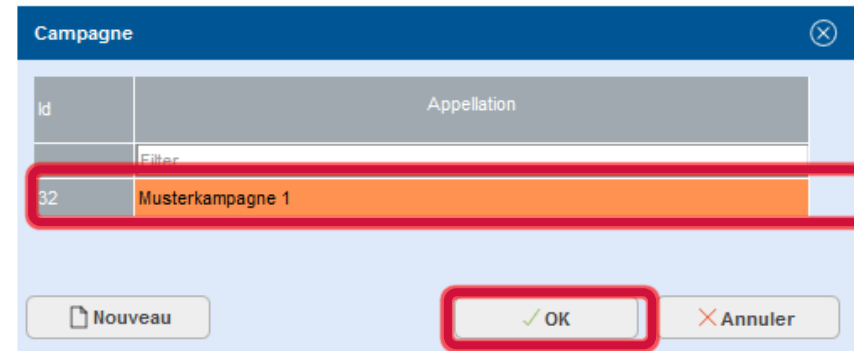 Campagne
Id Appellation
Filter
32 Musterkampagne 1
Nouveau OK Annuler